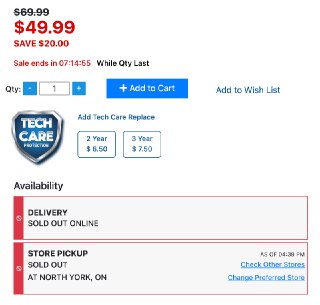 $69.99
$49.99
SAVE $20.00
Sale ends in 07:14:55 While Qty Last
Qty: - 1 + + Add to Cart Add to Wish List
TECH CARE PROTECTION
Add Tech Care Replace
2 Year 3 Year
$ 6.50 $ 7.50
Availability
DELIVERY
SOLD OUT ONLINE
STORE PICKUP AS OF 04:39 PM
SOLD OUT Check Other Stores
AT NORTH YORK, ON Change Preferred Store